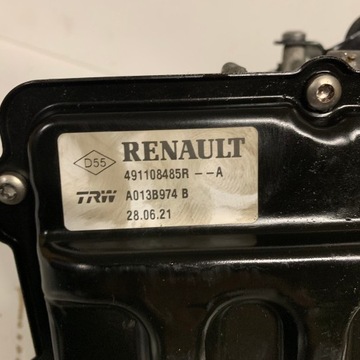 D55 RENAULT
491108485R --A
TRW A013B974 B
28.06.21